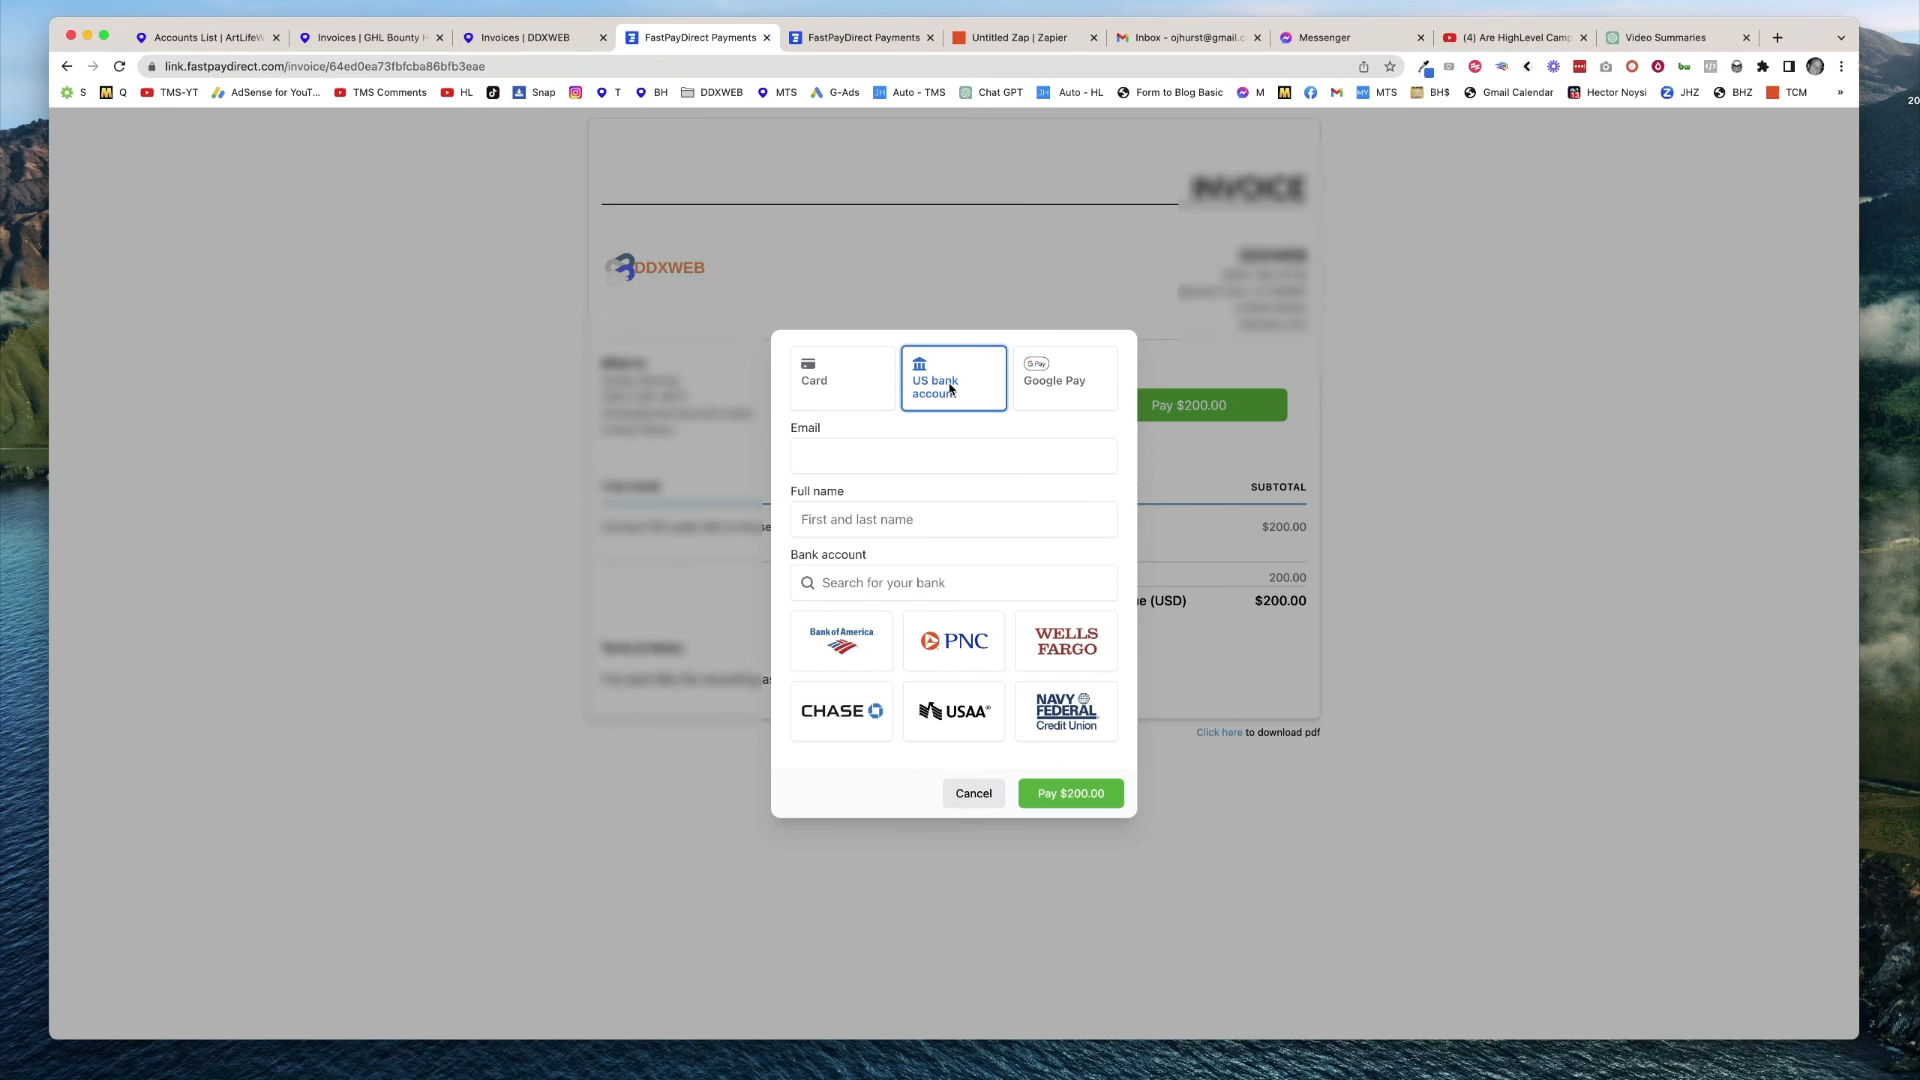 Accounts List | ArtLifeW
Invoices | GHL Bounty H
Invoices | DDXWEB
FastPayDirect Payments
FastPayDirect Payments
Untitled Zap | Zapier
Inbox - ojhurst@gmail.c
Messenger
(4) Are HighLevel Camp
Video Summaries
link.fastpaydirect.com/invoice/64ed0ea73fbfcba86bfb3eae
S
Q
TMS-YT
AdSense for YouT...
TMS Comments
HL
Snap
T
BH
DDXWEB
MTS
G-Ads
Auto - TMS
Chat GPT
Auto - HL
Form to Blog Basic
M
MTS
BH$
Gmail Calendar
Hector Noysi
JHZ
BHZ
TCM
»
20
INVOICE
DDXWEB
Card
US bank
account
G Pay
Google Pay
Pay $200.00
Email
Full name
First and last name
SUBTOTAL
$200.00
Bank account
Search for your bank
200.00
e (USD)
$200.00
Bank of America
PNC
WELLS
FARGO
CHASE
USAA®
NAVY
FEDERAL
Credit Union
Click here to download pdf
Cancel
Pay $200.00